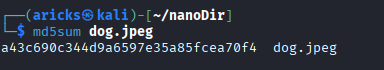 ┌──(aricks㉿kali)-[~/nanoDir]
└─$ md5sum dog.jpeg
a43c690c344d9a6597e35a85fcea70f4  dog.jpeg